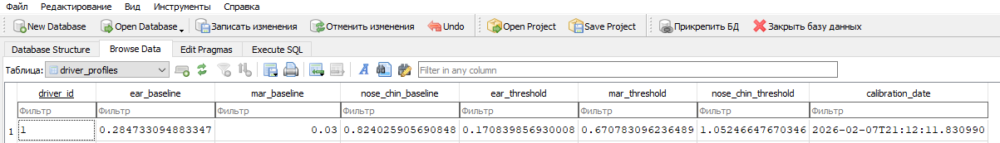 Файл Редактирование Вид Инструменты Справка
New Database Open Database Записать изменения Отменить изменения Undo Open Project Save Project Прикрепить БД Закрыть базу данных
Database Structure Browse Data Edit Pragmas Execute SQL
Таблица: driver_profiles Filter in any column
driver_id ear_baseline mar_baseline nose_chin_baseline ear_threshold mar_threshold nose_chin_threshold calibration_date
Фильтр Фильтр Фильтр Фильтр Фильтр Фильтр Фильтр Фильтр
1 1 0.284733094883347 0.03 0.824025905690848 0.170839856930008 0.670783096236489 1.05246647670346 2026-02-07T21:12:11.830990